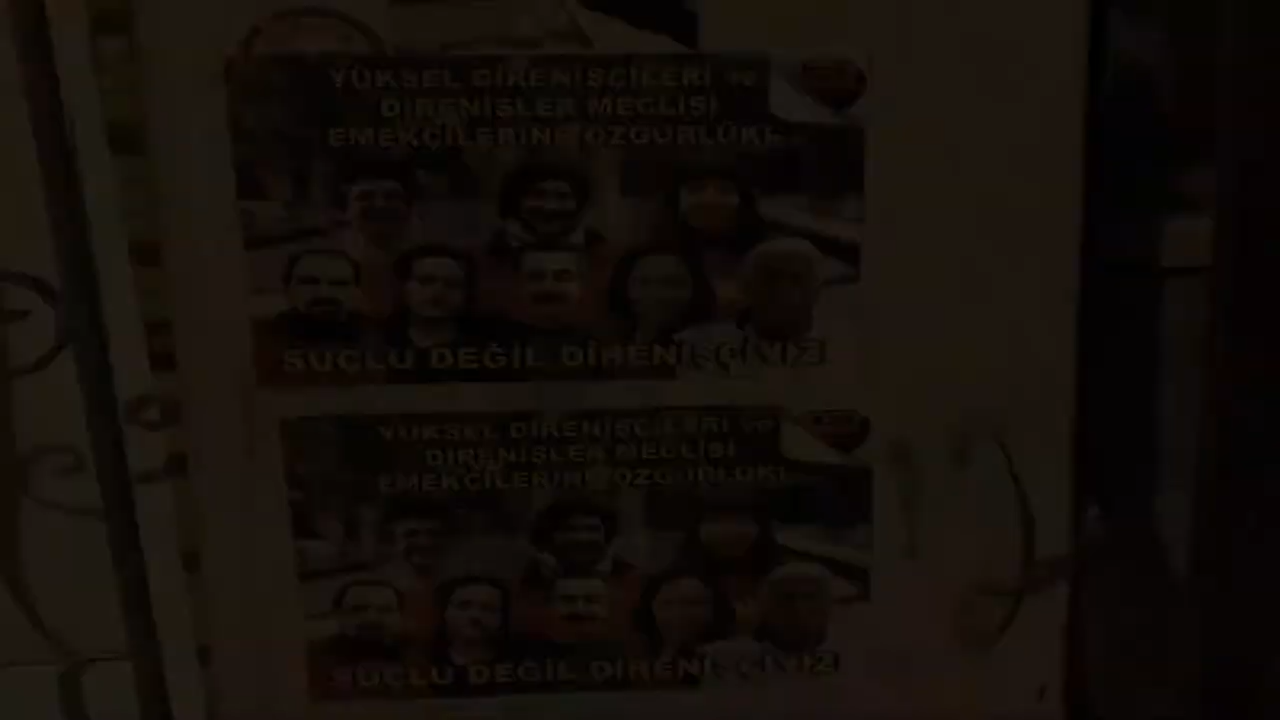 YÜKSEL DİRENİŞÇİLERİ ve
DİRENİŞLER MECLİSİ
EMEKÇİLERİNE ÖZGÜRLÜK!
SUÇLU DEĞİL DİRENİŞÇİYİZ
YÜKSEL DİRENİŞÇİLERİ ve
DİRENİŞLER MECLİSİ
EMEKÇİLERİNE ÖZGÜRLÜK!
SUÇLU DEĞİL DİRENİŞÇİYİZ